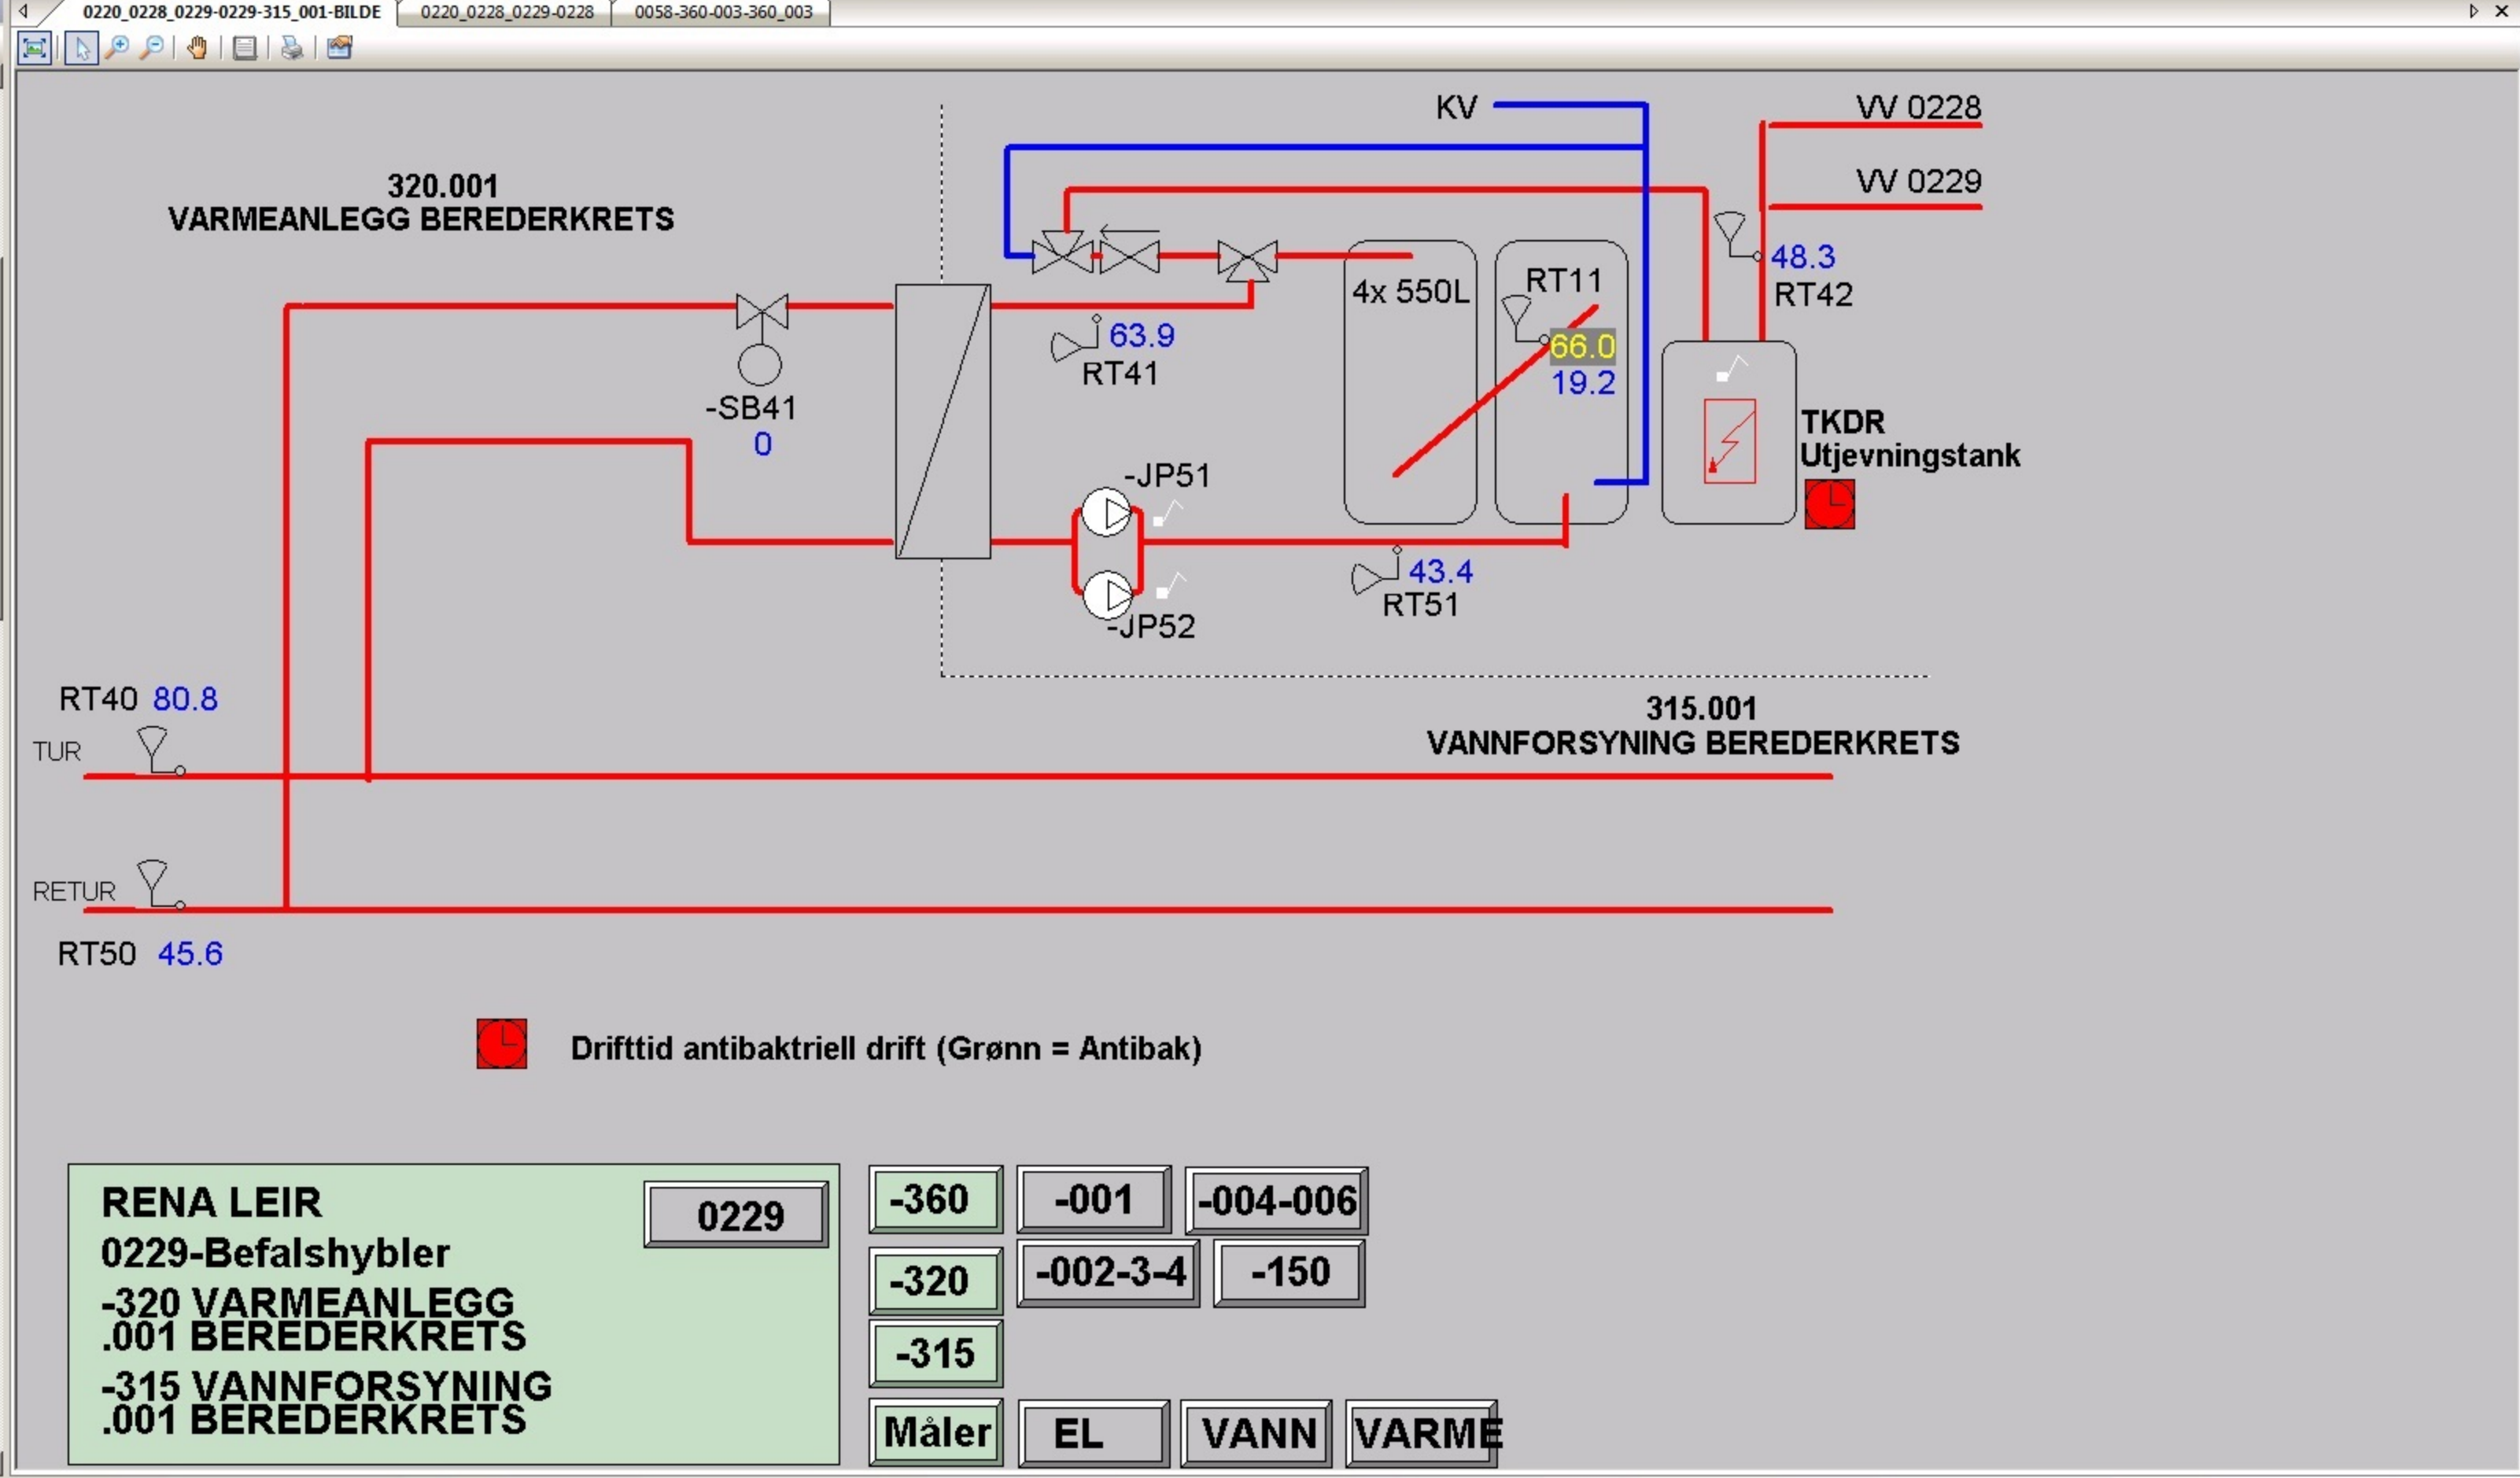 0220_0228_0229-0229-315_001-BILDE
0220_0228_0229-0228
0058-360-003-360_003
KV
VV 0228
VV 0229
320.001
VARMEANLEGG BEREDERKRETS
48.3
RT42
4x 550L
RT11
66.0
19.2
63.9
RT41
-SB41
0
TKDR
Utjevningstank
-JP51
-JP52
43.4
RT51
RT40 80.8
TUR
315.001
VANNFORSYNING BEREDERKRETS
RETUR
RT50 45.6
Drifttid antibaktriell drift (Grønn = Antibak)
RENA LEIR
0229
0229-Befalshybler
-320 VARMEANLEGG
.001 BEREDERKRETS
-315 VANNFORSYNING
.001 BEREDERKRETS
-360
-001
-004-006
-320
-002-3-4
-150
-315
Måler
EL
VANN
VARME